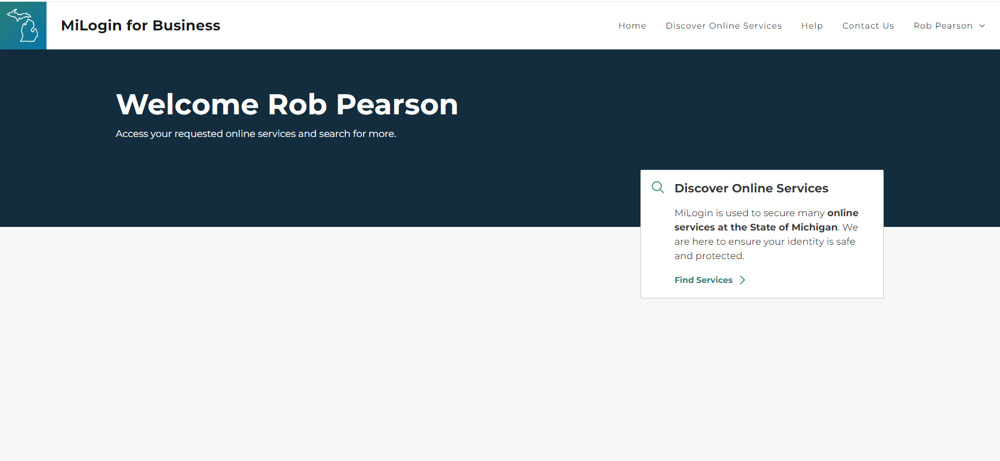 MiLogin for Business
Home
Discover Online Services
Help
Contact Us
Rob Pearson
Welcome Rob Pearson
Access your requested online services and search for more.
Discover Online Services
MiLogin is used to secure many online
services at the State of Michigan. We
are here to ensure your identity is safe
and protected.
Find Services